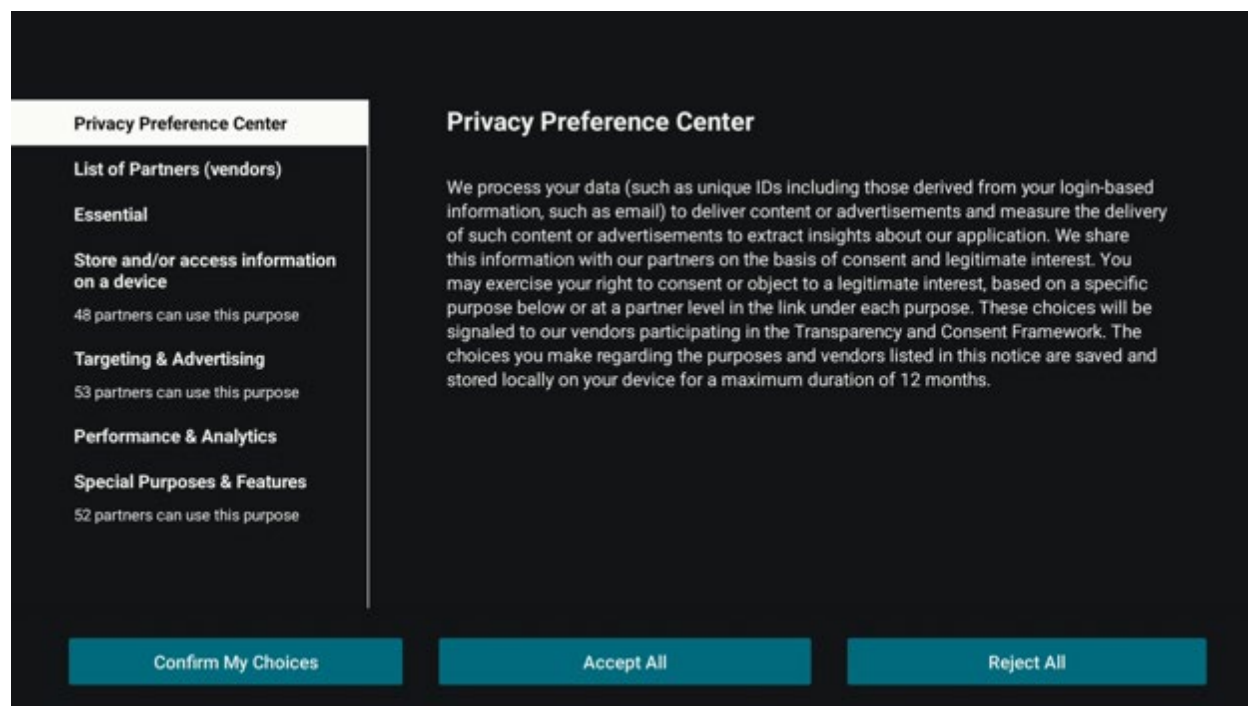 Privacy Preference Center
List of Partners (vendors)
Essential
Store and/or access information
on a device
48 partners can use this purpose
Targeting & Advertising
53 partners can use this purpose
Performance & Analytics
Special Purposes & Features
52 partners can use this purpose
Privacy Preference Center
We process your data (such as unique IDs including those derived from your login-based
information, such as email) to deliver content or advertisements and measure the delivery
of such content or advertisements to extract insights about our application. We share
this information with our partners on the basis of consent and legitimate interest. You
may exercise your right to consent or object to a legitimate interest, based on a specific
purpose below or at a partner level in the link under each purpose. These choices will be
signaled to our vendors participating in the Transparency and Consent Framework. The
choices you make regarding the purposes and vendors listed in this notice are saved and
stored locally on your device for a maximum duration of 12 months.
Confirm My Choices
Accept All
Reject All